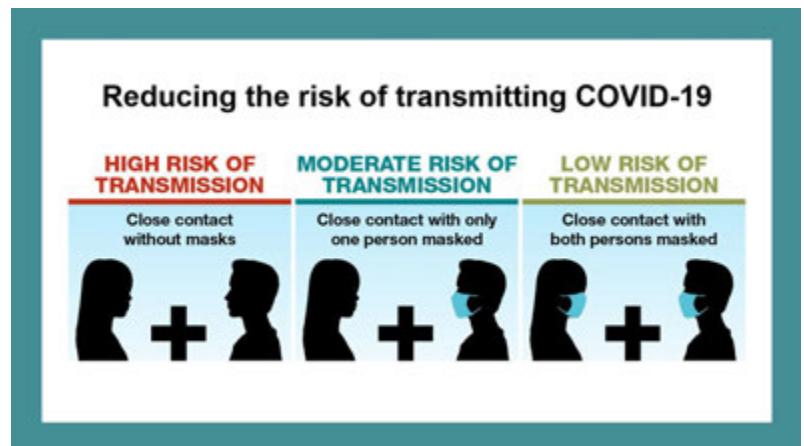 Reducing the risk of transmitting COVID-19
HIGH RISK OF
TRANSMISSION
Close contact
without masks
MODERATE RISK OF
TRANSMISSION
Close contact with only
one person masked
LOW RISK OF
TRANSMISSION
Close contact with
both persons masked